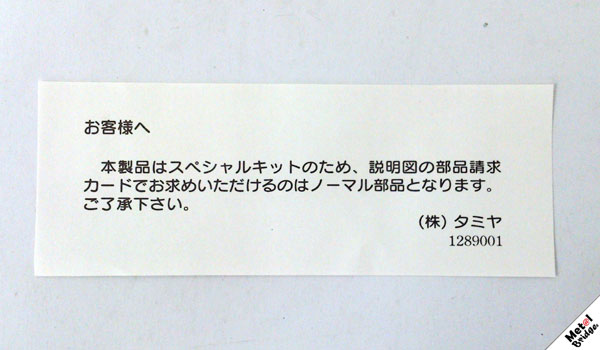 お客様へ
本製品はスペシャルキットのため、説明図の部品請求
カードでお求めいただけるのはノーマル部品となります。
ご了承下さい。
(株) タミヤ
1289001
Metal
Bridge.